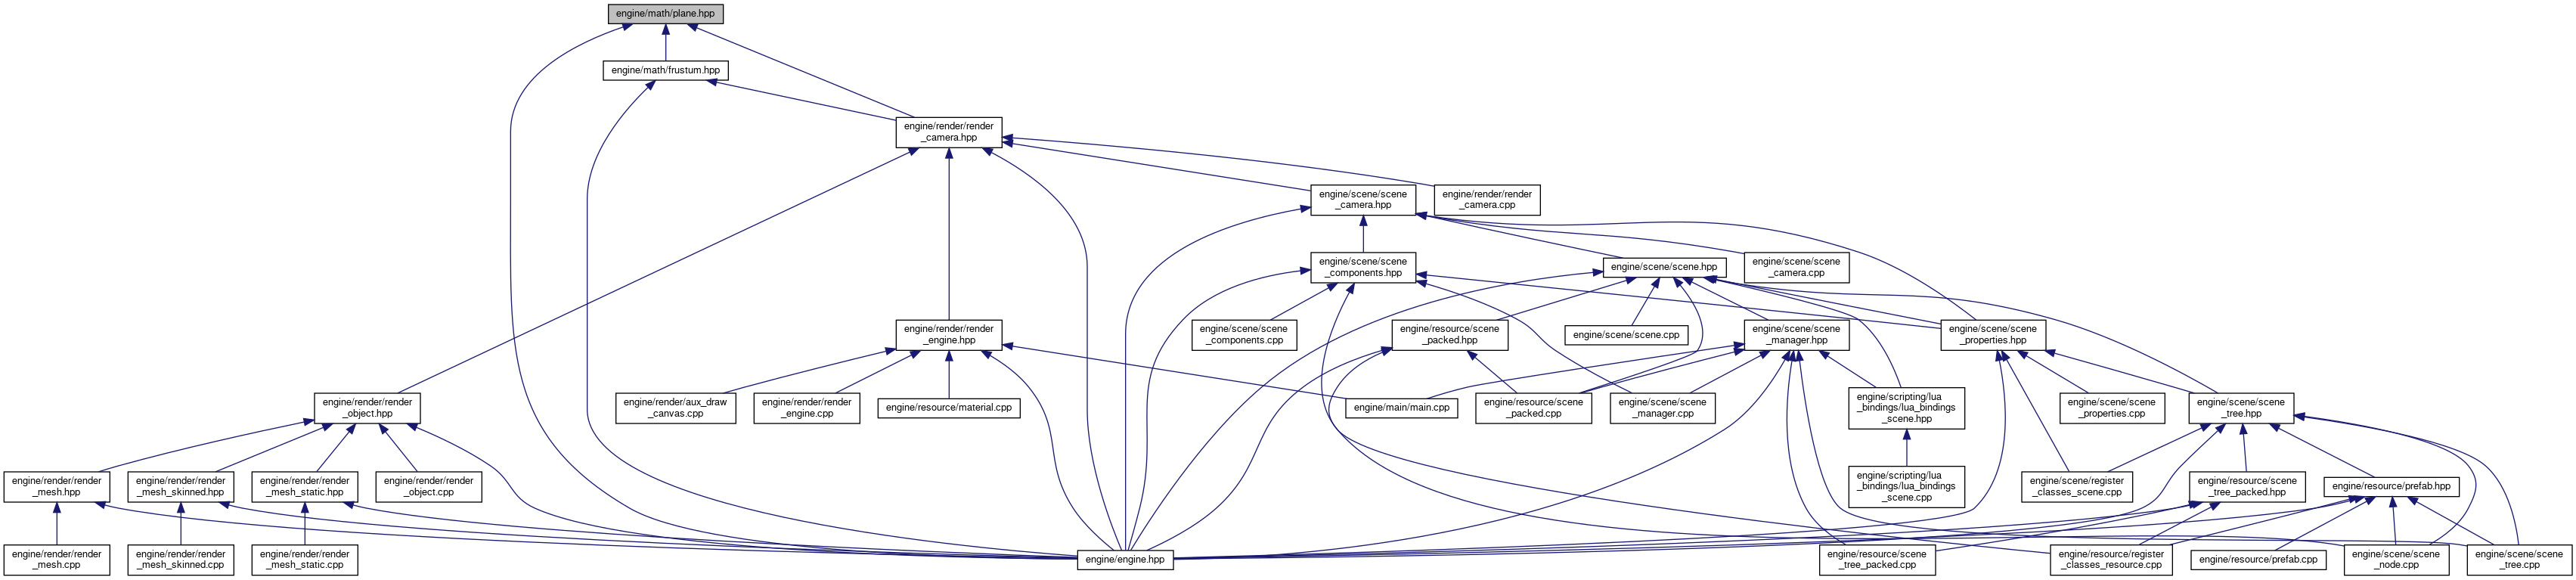 engine/math/plane.hpp
engine/math/frustum.hpp
engine/render/render
_camera.hpp
engine/scene/scene
_camera.hpp
engine/render/render
_camera.cpp
engine/scene/scene
_components.hpp
engine/scene/scene.hpp
engine/scene/scene
_camera.cpp
engine/render/render
_engine.hpp
engine/scene/scene
_components.cpp
engine/resource/scene
_packed.hpp
engine/scene/scene.cpp
engine/scene/scene
_manager.hpp
engine/scene/scene
_properties.hpp
engine/render/render
_object.hpp
engine/render/aux_draw
_canvas.cpp
engine/render/render
_engine.cpp
engine/resource/material.cpp
engine/main/main.cpp
engine/resource/scene
_packed.cpp
engine/scene/scene
_manager.cpp
engine/scripting/lua
_bindings/lua_bindings
_scene.hpp
engine/scene/scene
_properties.cpp
engine/scene/scene
_tree.hpp
engine/render/render
_mesh.hpp
engine/render/render
_mesh_skinned.hpp
engine/render/render
_mesh_static.hpp
engine/render/render
_object.cpp
engine/scripting/lua
_bindings/lua_bindings
_scene.cpp
engine/scene/register
_classes_scene.cpp
engine/resource/scene
_tree_packed.hpp
engine/resource/prefab.hpp
engine/render/render
_mesh.cpp
engine/render/render
_mesh_skinned.cpp
engine/render/render
_mesh_static.cpp
engine/engine.hpp
engine/resource/scene
_tree_packed.cpp
engine/resource/register
_classes_resource.cpp
engine/resource/prefab.cpp
engine/scene/scene
_node.cpp
engine/scene/scene
_tree.cpp